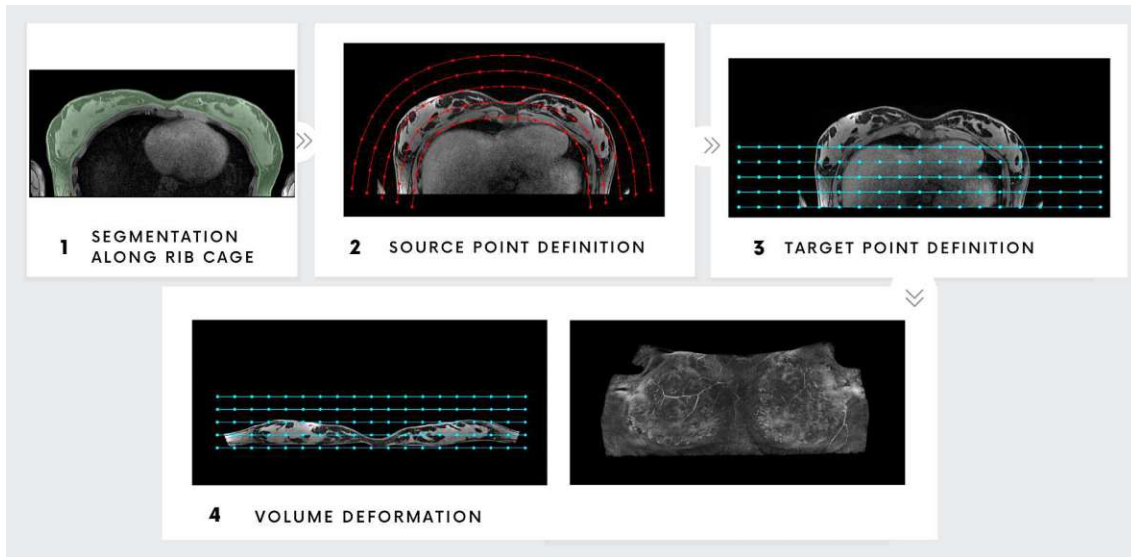 1
SEGMENTATION
ALONG RIB CAGE
2 SOURCE POINT DEFINITION
3 TARGET POINT DEFINITION
4 VOLUME DEFORMATION